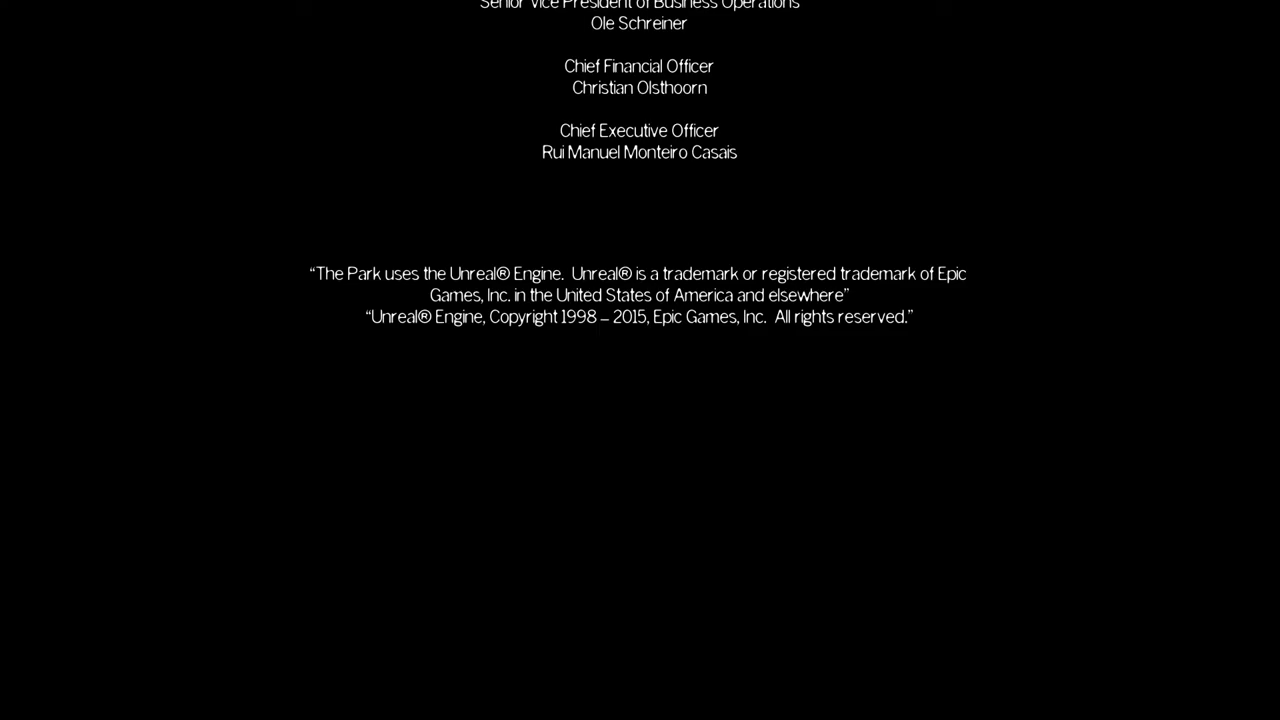 Senior Vice President of Business Operations
Ole Schreiner
Chief Financial Officer
Christian Olsthoorn
Chief Executive Officer
Rui Manuel Monteiro Casais
“The Park uses the Unreal® Engine.  Unreal® is a trademark or registered trademark of Epic
Games, Inc. in the United States of America and elsewhere”
“Unreal® Engine, Copyright 1998 – 2015, Epic Games, Inc.  All rights reserved.”